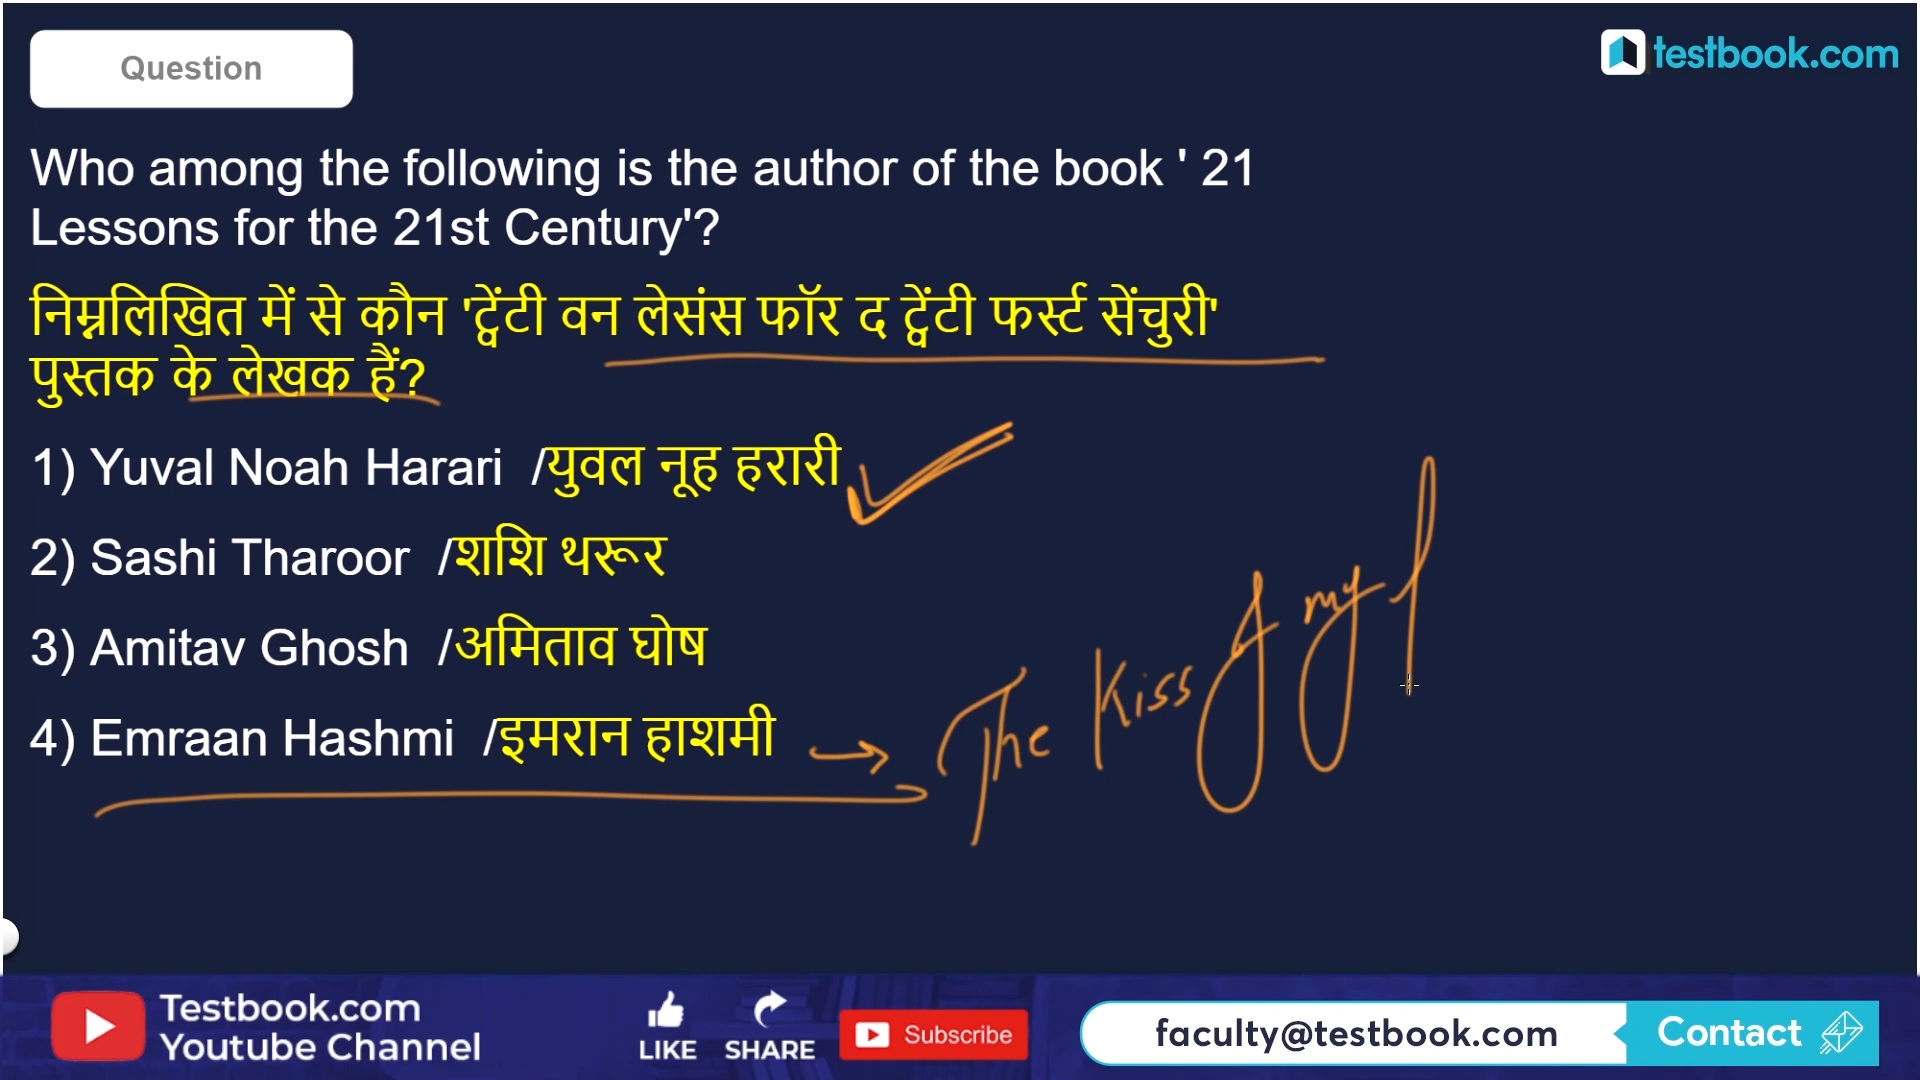 Question
testbook.com
Who among the following is the author of the book ' 21
Lessons for the 21st Century'?
निम्नलिखित में से कौन 'ट्वेंटी वन लेसंस फॉर द ट्वेंटी फर्स्ट सेंचुरी'
पुस्तक के लेखक हैं?
1) Yuval Noah Harari /युवल नूह हरारी
2) Sashi Tharoor /शशि थरूर
3) Amitav Ghosh /अमिताव घोष
4) Emraan Hashmi /इमरान हाशमी
The Kiss of my
Testbook.com
Youtube Channel
LIKE
SHARE
Subscribe
faculty@testbook.com
Contact